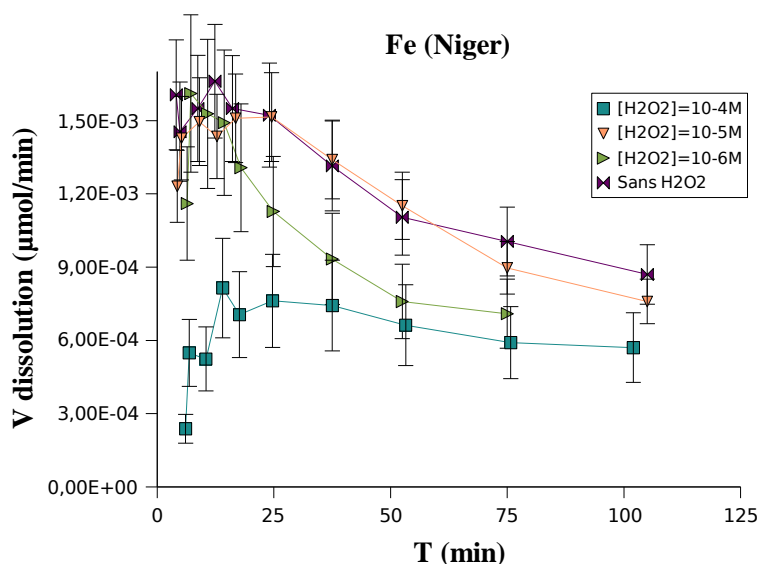 Fe (Niger)
[H2O2]=10-4M
[H2O2]=10-5M
[H2O2]=10-6M
Sans H2O2
V dissolution (µmol/min)
1,50E-03
1,20E-03
9,00E-04
6,00E-04
3,00E-04
0,00E+00
0 25 50 75 100 125
T (min)